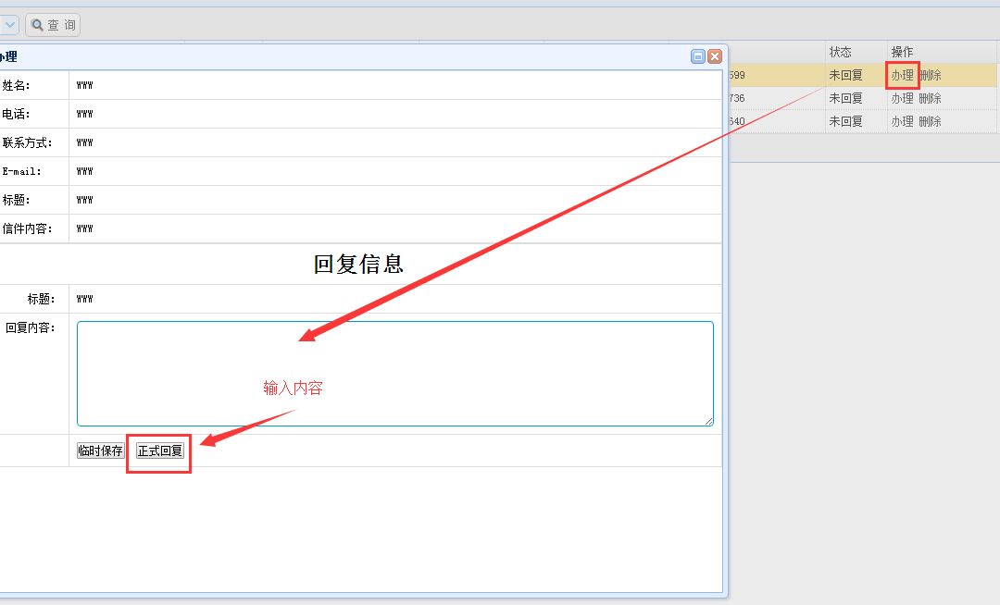 查 询
状态 操作
办理
599 未回复 办理 删除
736 未回复 办理 删除
640 未回复 办理 删除
姓名: www
电话: www
联系方式: www
E-mail: www
标题: www
信件内容: www
回复信息
标题: www
回复内容:
输入内容
临时保存 正式回复